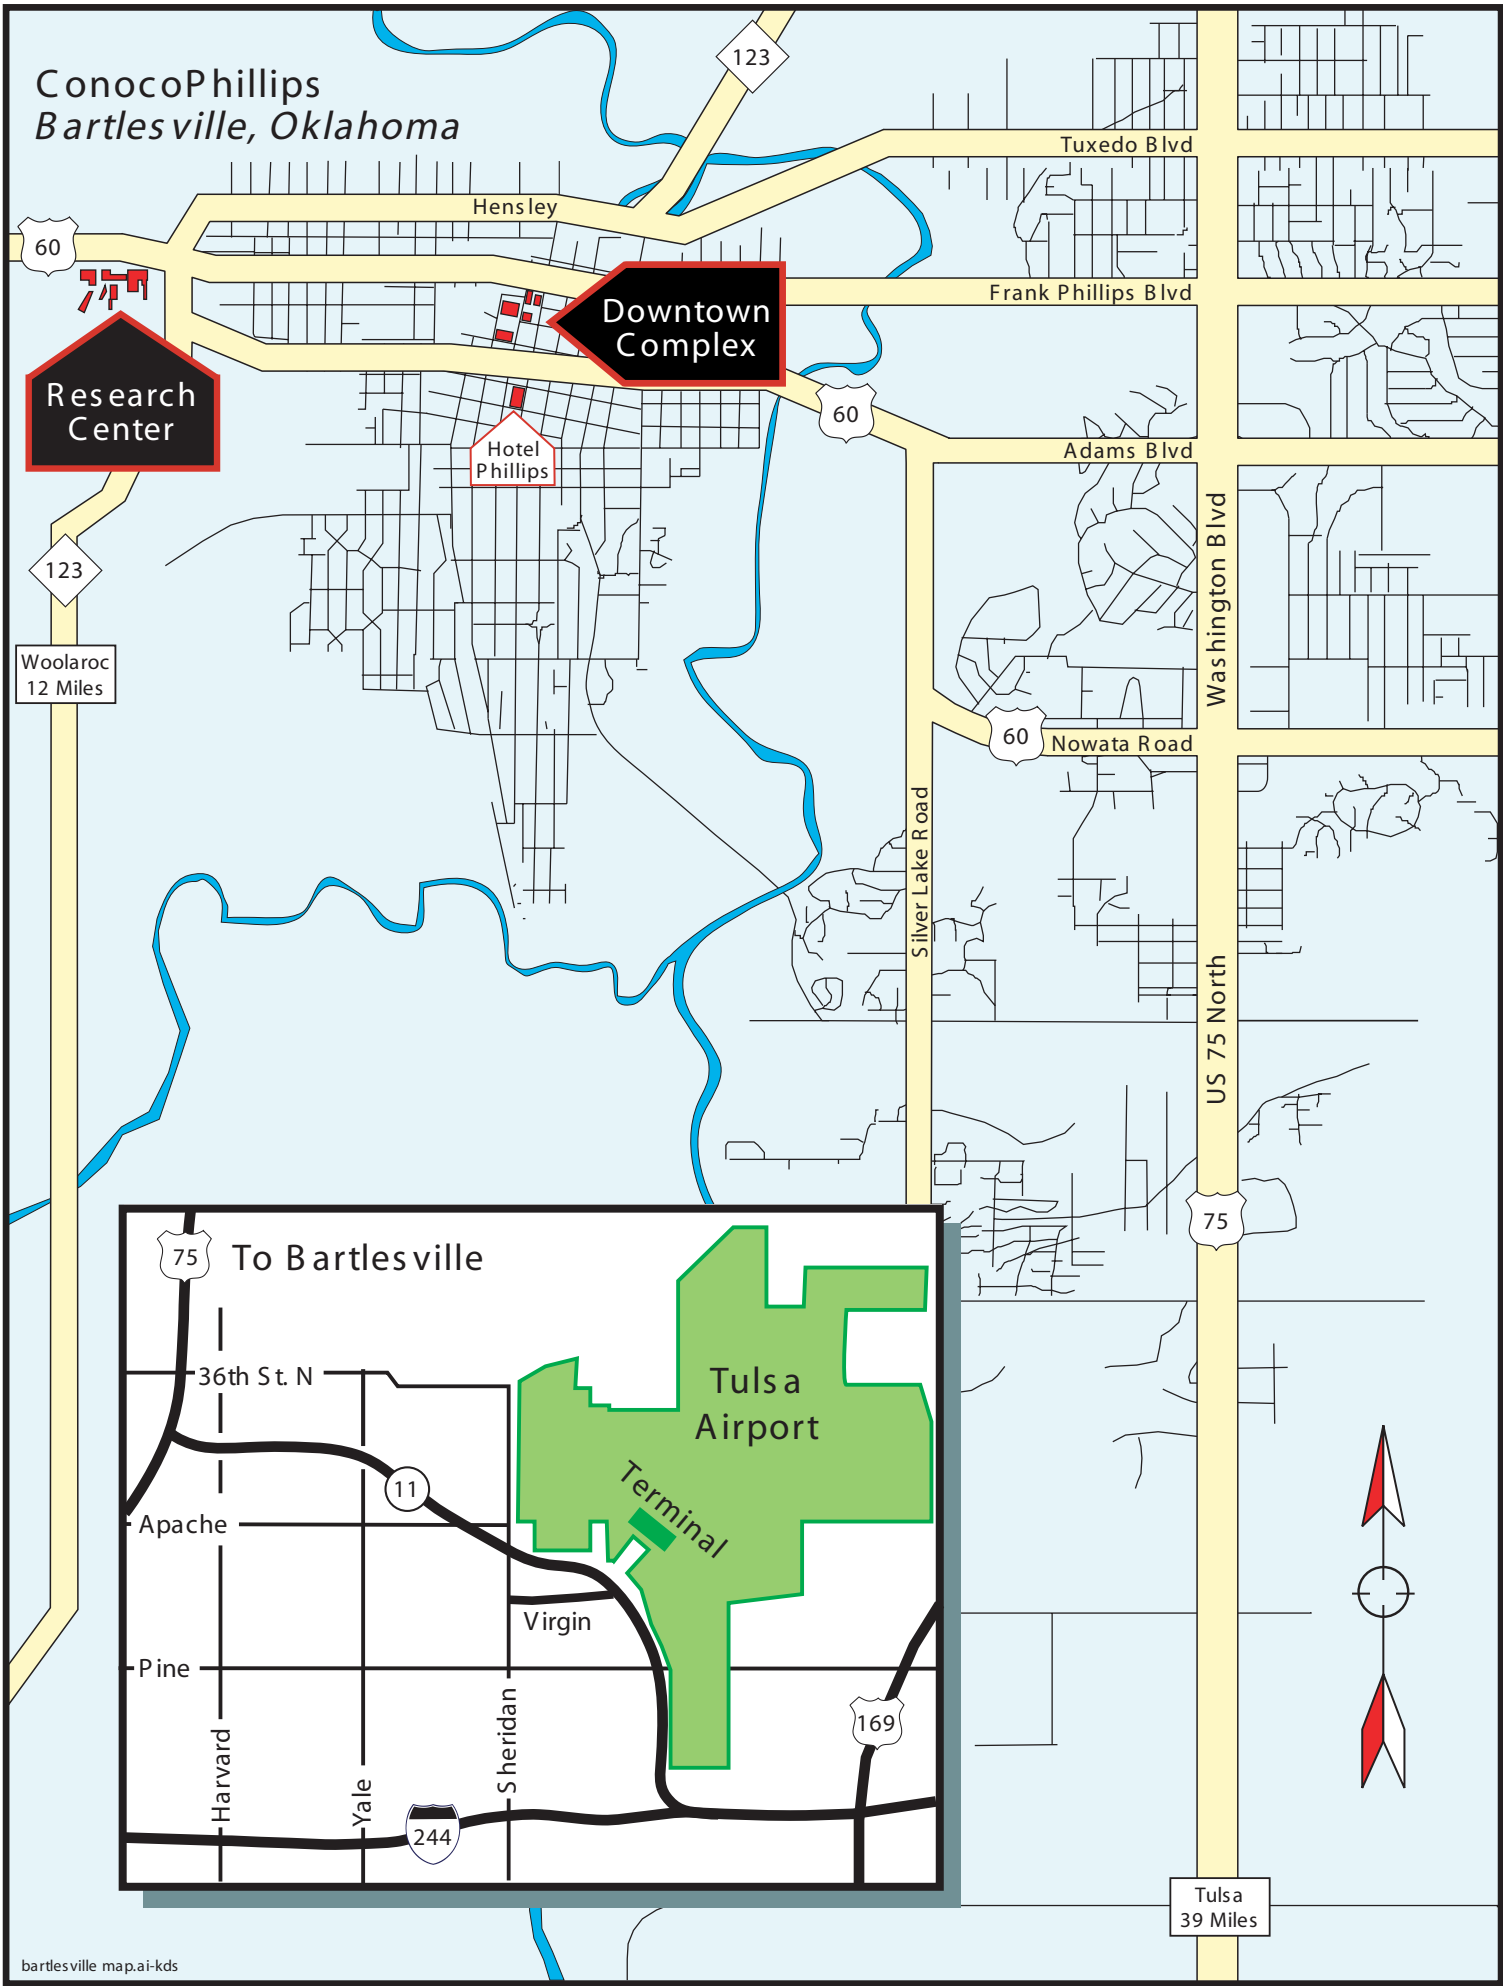 ConocoPhillips
Bartlesville, Oklahoma
123
Tuxedo Blvd
Hensley
60
Frank Phillips Blvd
Downtown
Complex
Research
Center
60
Adams Blvd
Hotel
Phillips
Washington Blvd
123
Woolaroc
12 Miles
60
Nowata Road
Silver Lake Road
US 75 North
75
75
To Bartlesville
36th St. N
Tulsa
Airport
Terminal
11
Apache
Virgin
Pine
Harvard
Yale
Sheridan
169
244
Tulsa
39 Miles
bartlesville map.ai-kds